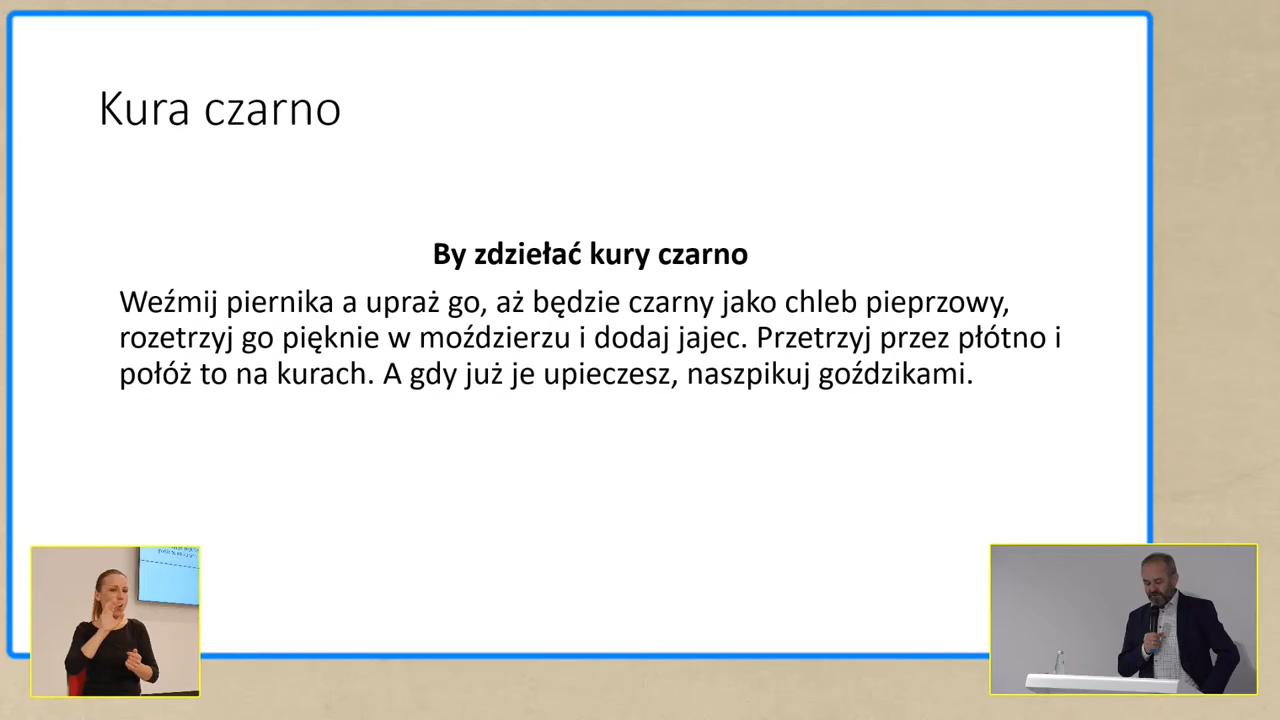 Kura czarno
By zdziełać kury czarno
Weźmij piernika a upraż go, aż będzie czarny jako chleb pieprzowy,
rozetrzyj go pięknie w moździerzu i dodaj jajec. Przetrzyj przez płótno i
połóż to na kurach. A gdy już je upieczesz, naszpikuj goździkami.